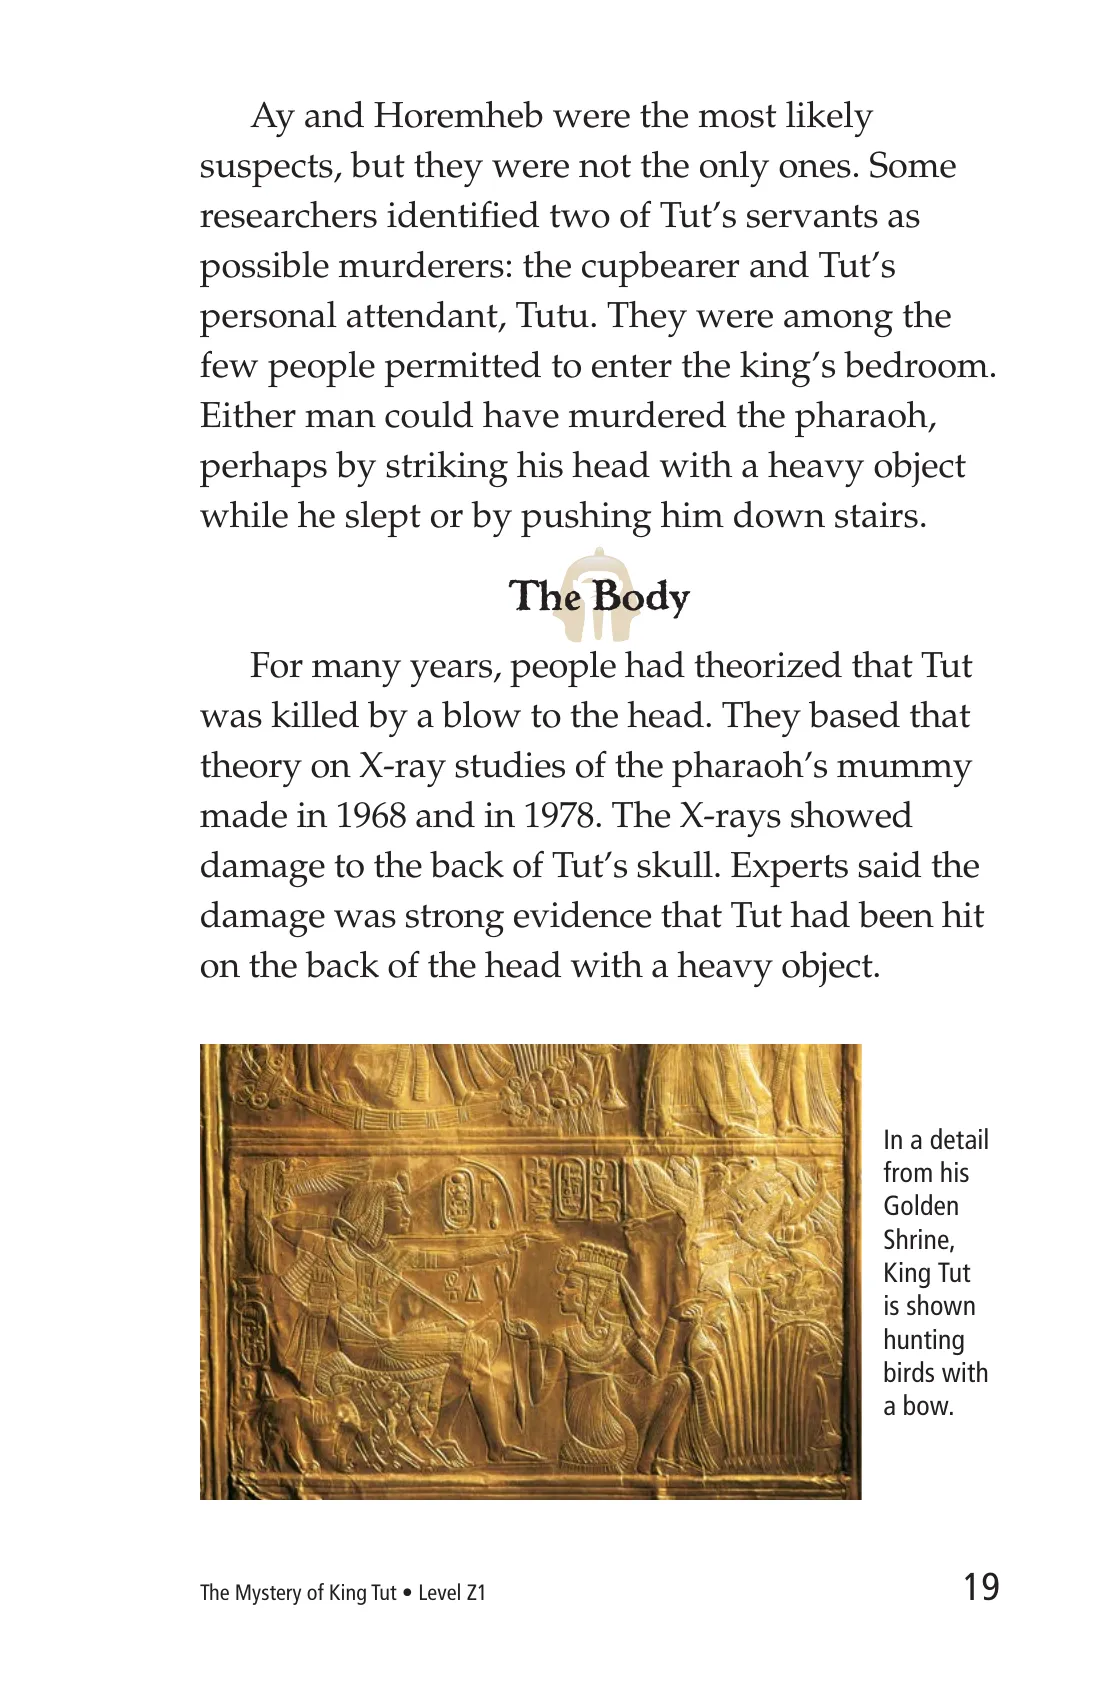 Ay and Horemheb were the most likely
suspects, but they were not the only ones. Some
researchers identified two of Tut’s servants as
possible murderers: the cupbearer and Tut’s
personal attendant, Tutu. They were among the
few people permitted to enter the king’s bedroom.
Either man could have murdered the pharaoh,
perhaps by striking his head with a heavy object
while he slept or by pushing him down stairs.
The Body
For many years, people had theorized that Tut
was killed by a blow to the head. They based that
theory on X-ray studies of the pharaoh’s mummy
made in 1968 and in 1978. The X-rays showed
damage to the back of Tut’s skull. Experts said the
damage was strong evidence that Tut had been hit
on the back of the head with a heavy object.
In a detail
from his
Golden
Shrine,
King Tut
is shown
hunting
birds with
a bow.
The Mystery of King Tut • Level Z1
19